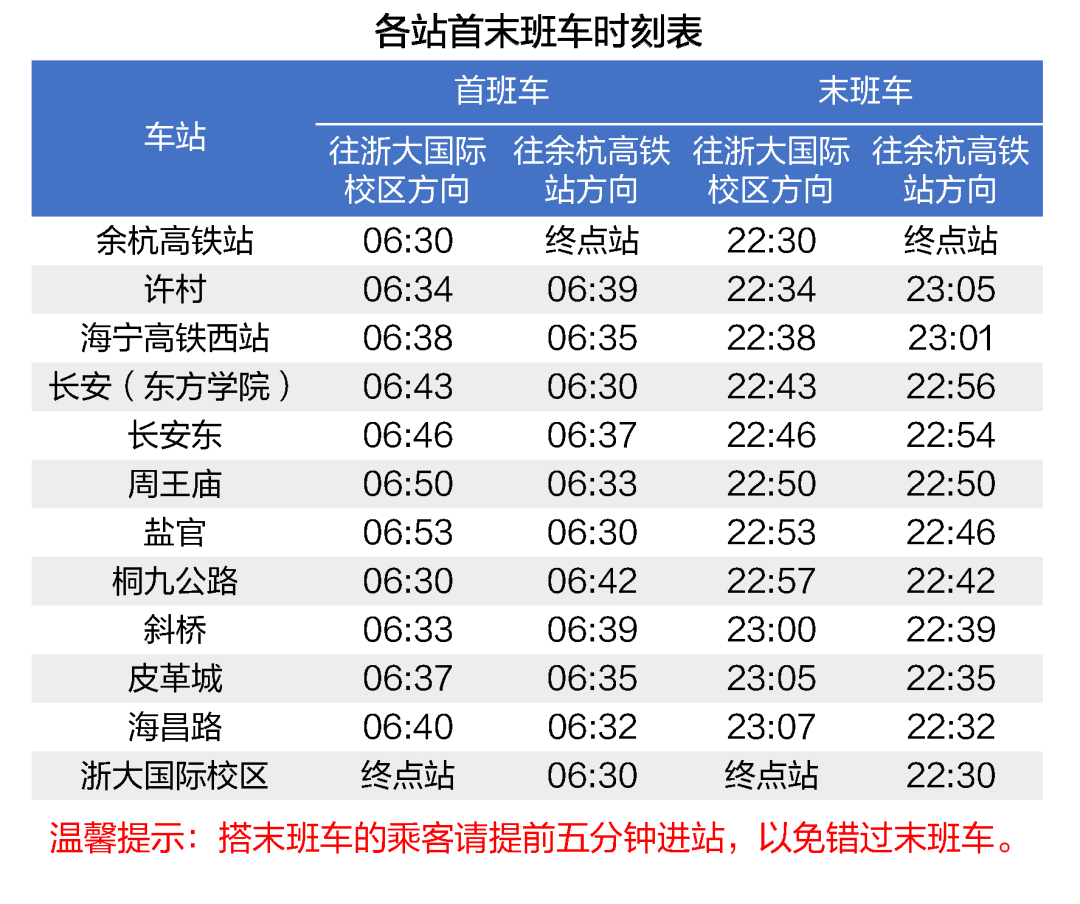 各站首末班车时刻表
车站 首班车 末班车
往浙大国际校区方向 往余杭高铁站方向 往浙大国际校区方向 往余杭高铁站方向
余杭高铁站 06:30 终点站 22:30 终点站
许村 06:34 06:39 22:34 23:05
海宁高铁西站 06:38 06:35 22:38 23:01
长安（东方学院） 06:43 06:30 22:43 22:56
长安东 06:46 06:37 22:46 22:54
周王庙 06:50 06:33 22:50 22:50
盐官 06:53 06:30 22:53 22:46
桐九公路 06:30 06:42 22:57 22:42
斜桥 06:33 06:39 23:00 22:39
皮革城 06:37 06:35 23:05 22:35
海昌路 06:40 06:32 23:07 22:32
浙大国际校区 终点站 06:30 终点站 22:30
温馨提示：搭末班车的乘客请提前五分钟进站，以免错过末班车。